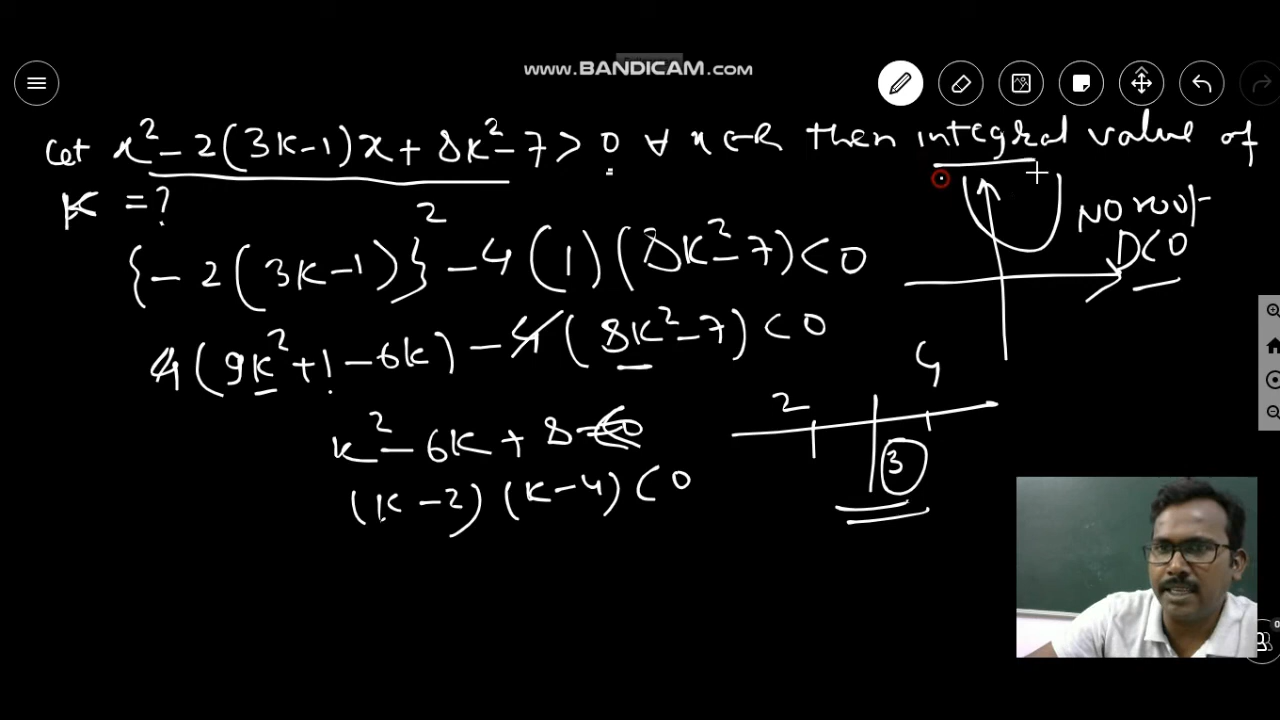 www.BANDICAM.com
Let x² - 2(3k-1)x + 8k² - 7 > 0 ∀ x ∈ R then integral value of
K = ?
No root
D < 0
{-2(3k-1)}² - 4(1)(8k² - 7) < 0
4(9k² + 1 - 6k) - 4(8k² - 7) < 0
k² - 6k + 8 < 0
(k-2)(k-4) < 0
2 4
3